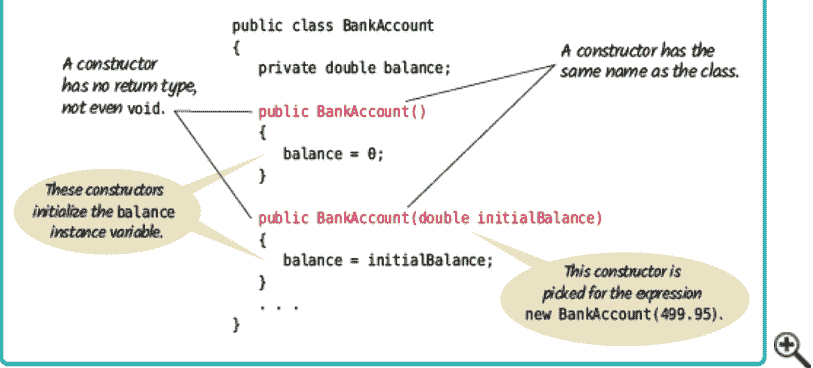 public class BankAccount
{
private double balance;
public BankAccount()
{
balance = 0;
}
public BankAccount(double initialBalance)
{
balance = initialBalance;
}
. . .
}
A constructor
has no return type,
not even void.
A constructor has the
same name as the class.
These constructors
initialize the balance
instance variable.
This constructor is
picked for the expression
new BankAccount(499.95).